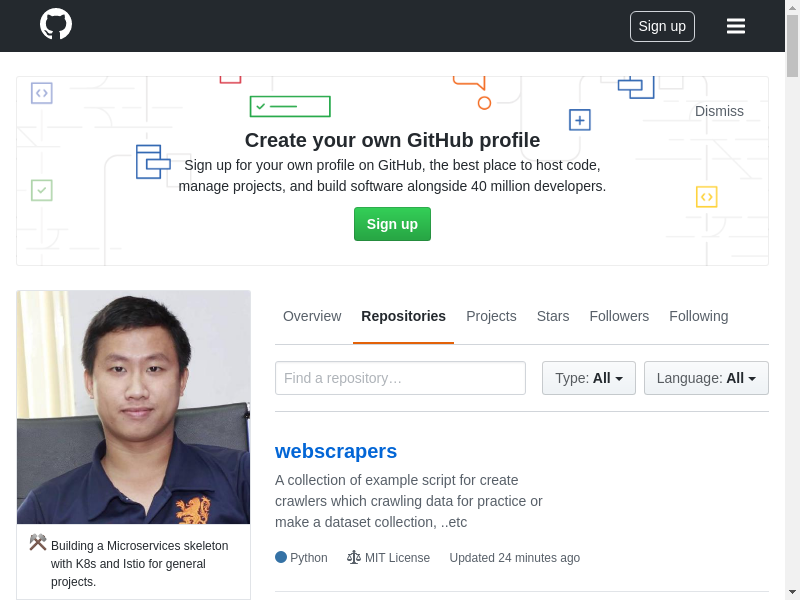 Sign up
Dismiss
Create your own GitHub profile
Sign up for your own profile on GitHub, the best place to host code,
manage projects, and build software alongside 40 million developers.
Sign up
Overview Repositories Projects Stars Followers Following
Find a repository…
Type: All
Language: All
webscrapers
A collection of example script for create
crawlers which crawling data for practice or
make a dataset collection, ..etc
Python MIT License Updated 24 minutes ago
Building a Microservices skeleton
with K8s and Istio for general
projects.